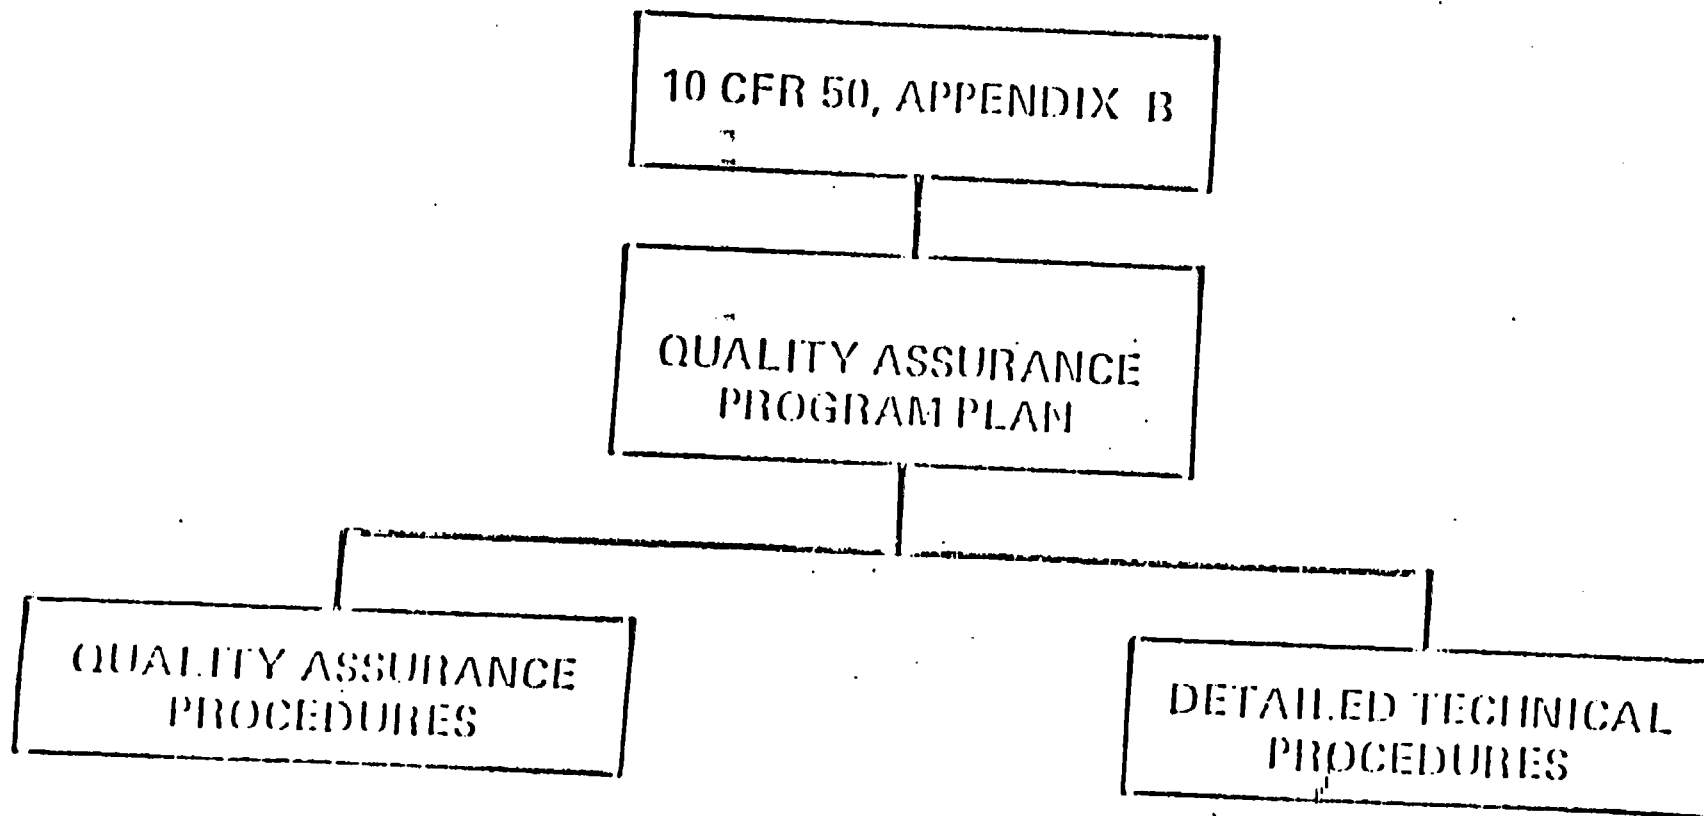 10 CFR 50, APPENDIX B
QUALITY ASSURANCE
PROGRAM PLAN
QUALITY ASSURANCE
PROCEDURES
DETAILED TECHNICAL
PROCEDURES